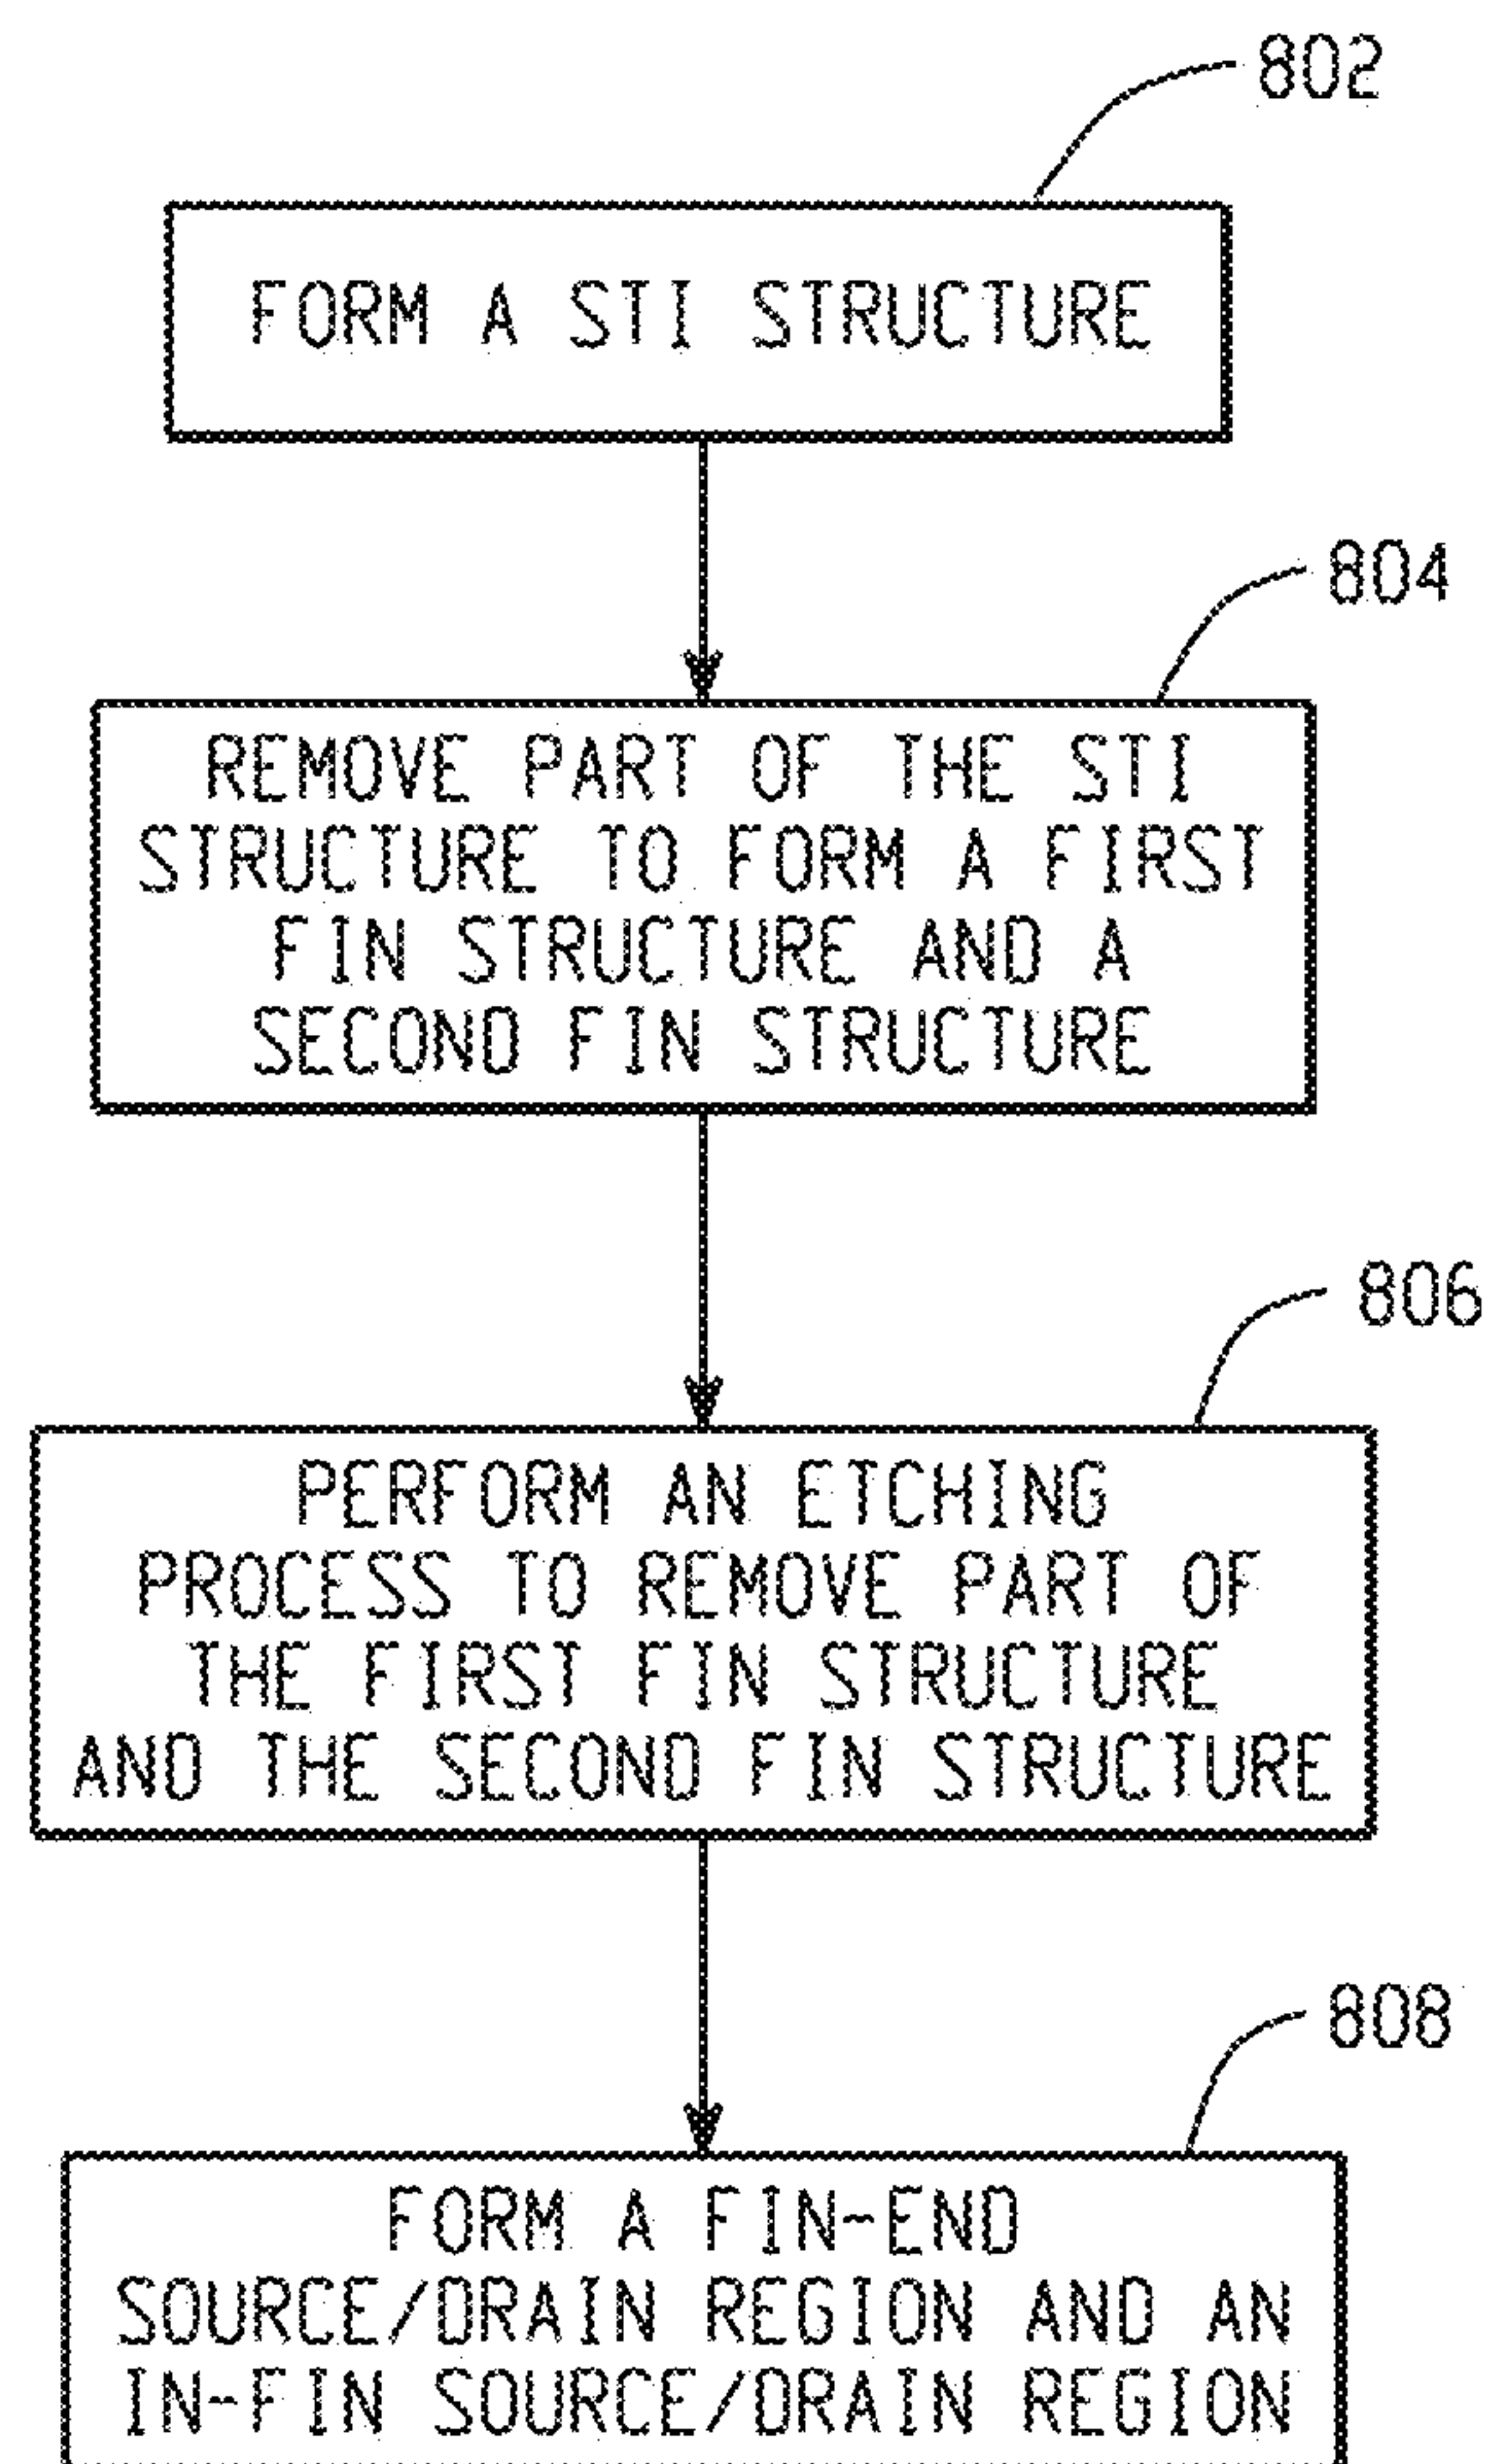 802
FORM A STI STRUCTURE
804
REMOVE PART OF THE STI
STRUCTURE TO FORM A FIRST
FIN STRUCTURE AND A
SECOND FIN STRUCTURE
806
PERFORM AN ETCHING
PROCESS TO REMOVE PART OF
THE FIRST FIN STRUCTURE
AND THE SECOND FIN STRUCTURE
808
FORM A FIN-END
SOURCE/DRAIN REGION AND AN
IN-FIN SOURCE/DRAIN REGION